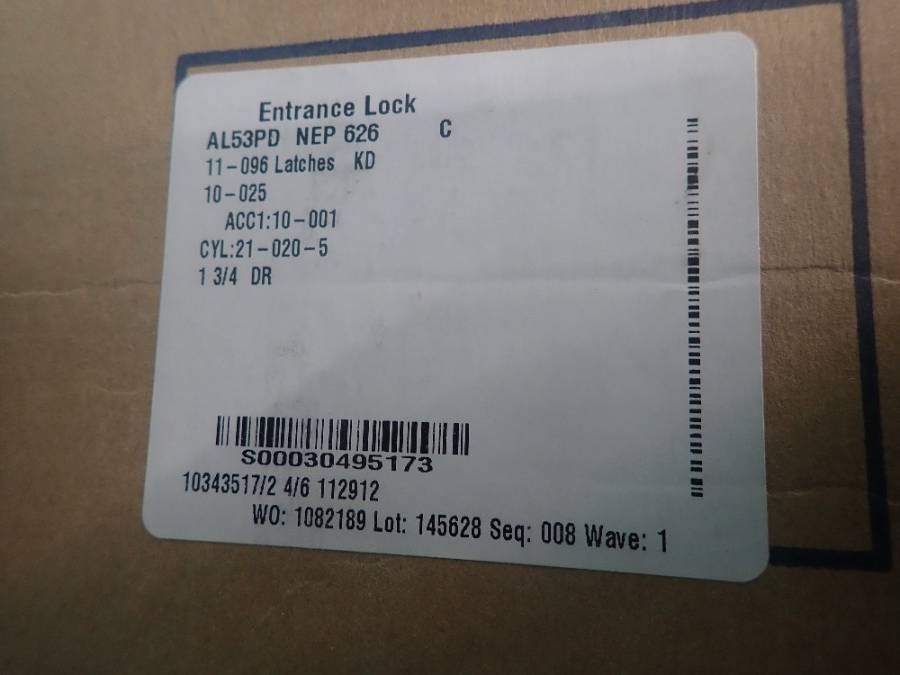 Entrance Lock
AL53PD NEP 626 C
11-096 Latches KD
10-025
ACC1:10-001
CYL:21-020-5
1 3/4 DR
S00030495173
10343517/2 4/6 112912
WO: 1082189 Lot: 145628 Seq: 008 Wave: 1